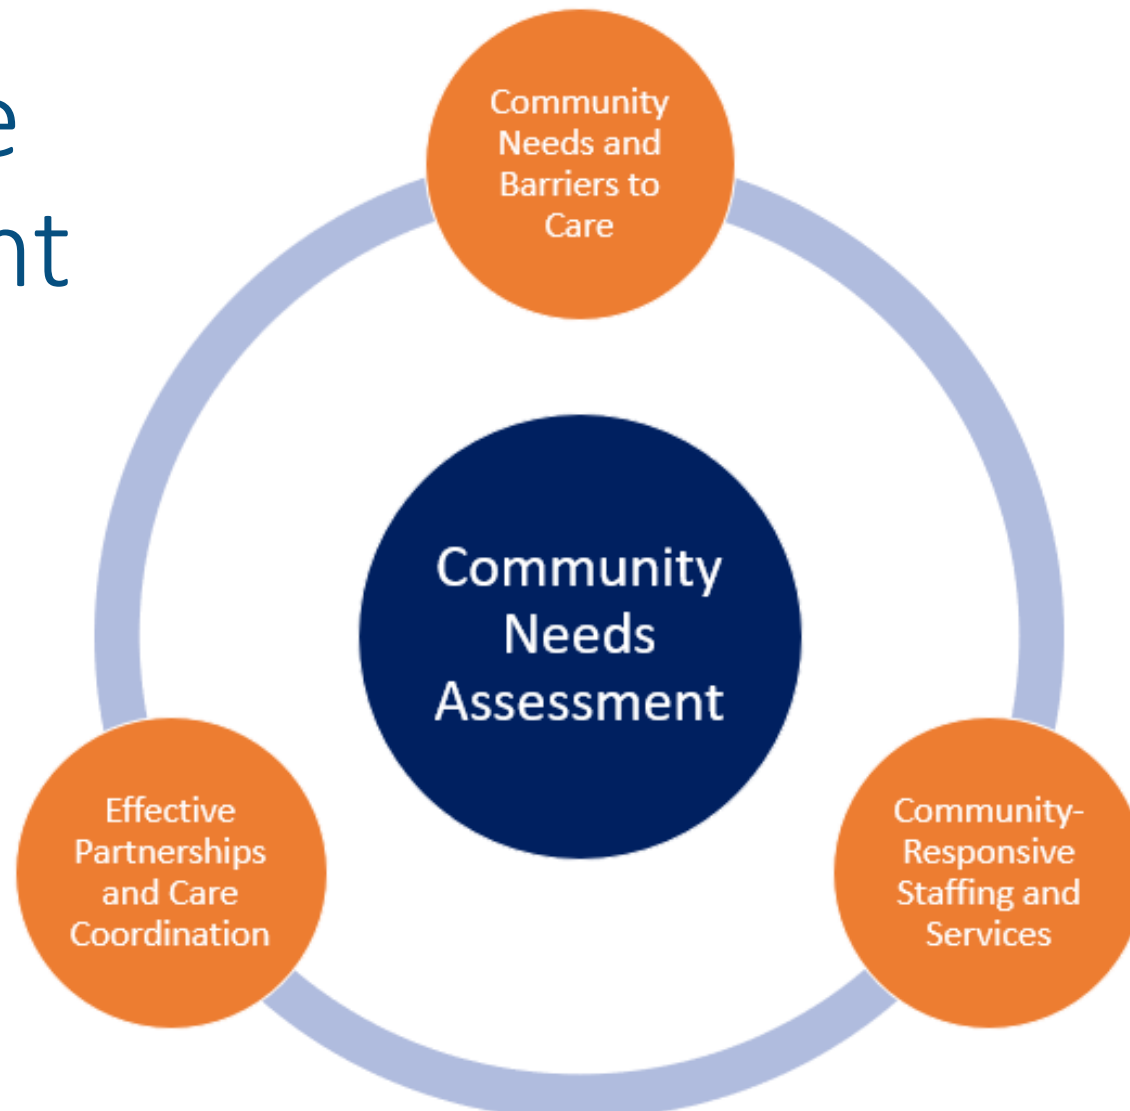 e
nt
Community
Needs and
Barriers to
Care
Community
Needs
Assessment
Effective
Partnerships
and Care
Coordination
Community-
Responsive
Staffing and
Services